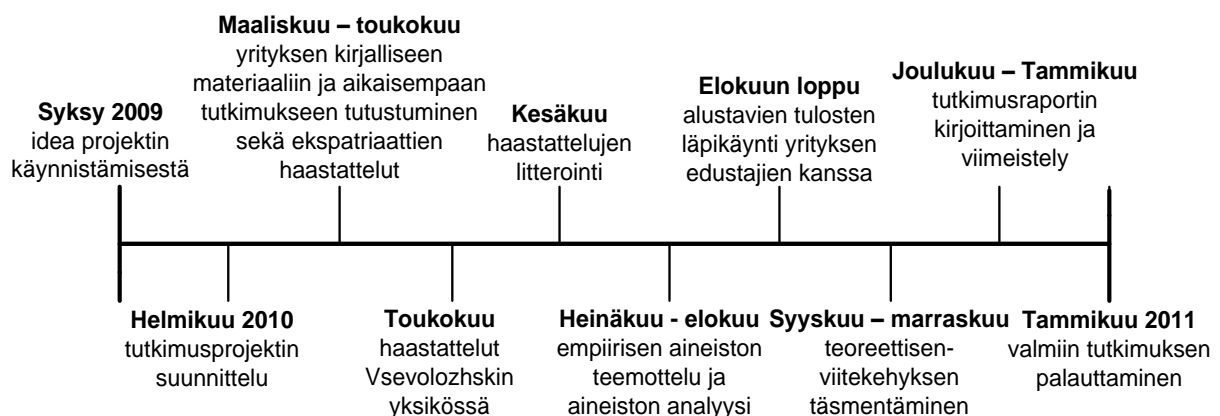 Syksy 2009
idea projektin
käynnistämisestä
Helmikuu 2010
tutkimusprojektin
suunnittelu
Maaliskuu – toukokuu
yrityksen kirjalliseen
materiaaliin ja aikaisempaan
tutkimukseen tutustuminen
sekä ekspatriaattien
haastattelut
Toukokuu
haastattelut
Vsevolozhskin
yksikössä
Kesäkuu
haastattelujen
litterointi
Heinäkuu - elokuu
empiirisen aineiston
teemottelu ja
aineiston analyysi
Elokuun loppu
alustavien tulosten
läpikäynti yrityksen
edustajien kanssa
Syyskuu – marraskuu
teoreettisen-
viitekehyksen
täsmentäminen
Joulukuu – Tammikuu
tutkimusraportin
kirjoittaminen ja
viimeistely
Tammikuu 2011
valmiin tutkimuksen
palauttaminen